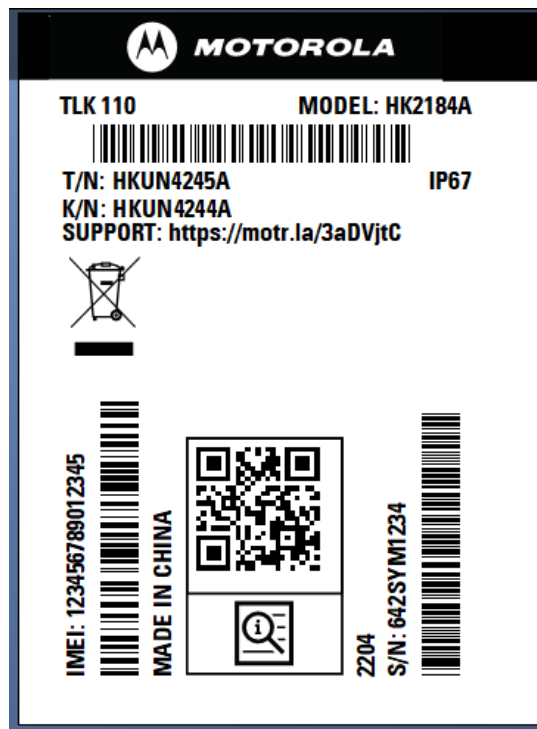 MOTOROLA
TLK 110 MODEL: HK2184A
T/N: HKUN4245A IP67
K/N: HKUN4244A
SUPPORT: https://motr.la/3aDVjtC
IMEI: 123456789012345
MADE IN CHINA
2204
S/N: 642SYM1234